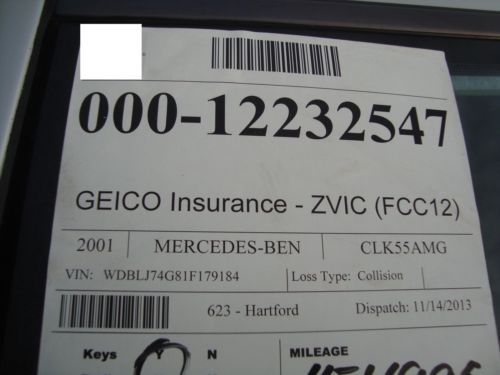 000-12232547
GEICO Insurance - ZVIC (FCC12)
2001 MERCEDES-BEN CLK55AMG
VIN: WDBLJ74G81F179184 Loss Type: Collision
623 - Hartford Dispatch: 11/14/2013
Keys Y N MILEAGE